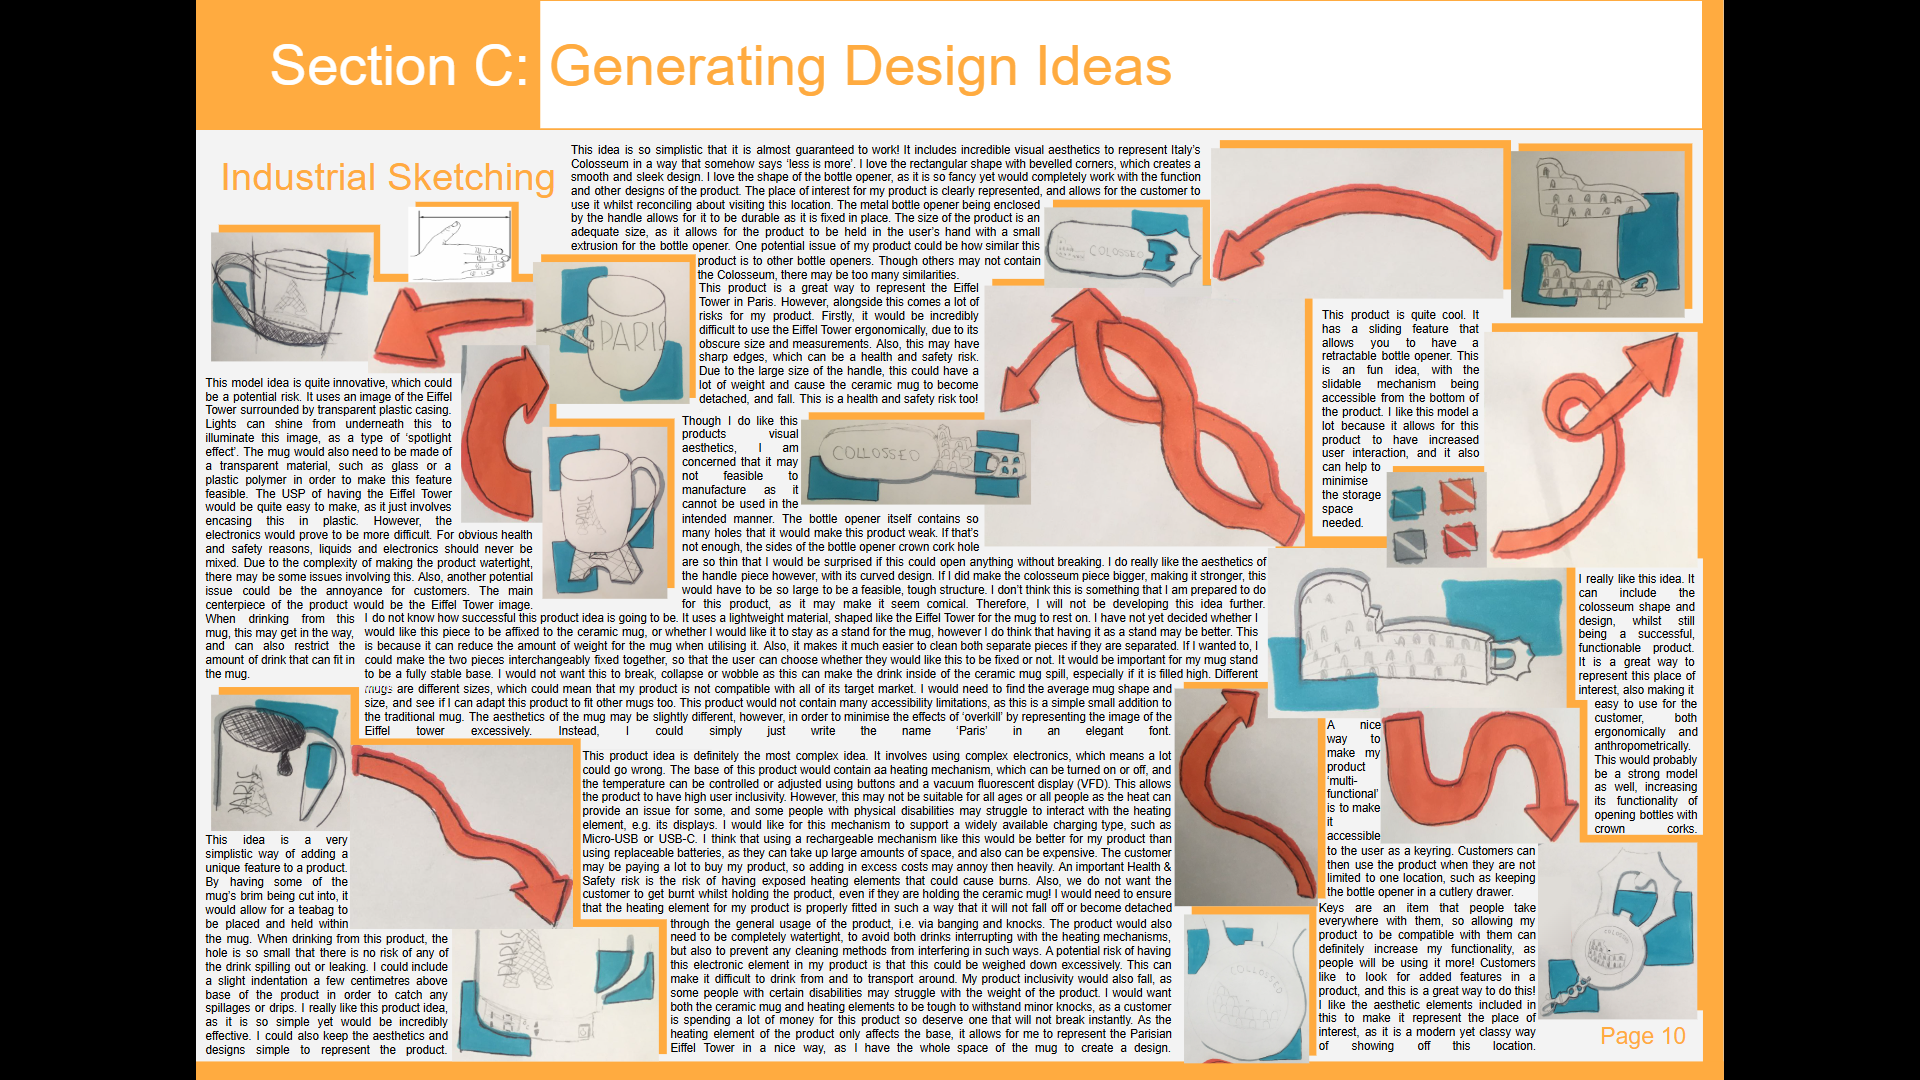 Section C: Generating Design Ideas
Industrial Sketching
This idea is so simplistic that it is almost guaranteed to work! It includes incredible visual aesthetics to represent Italy's
Colosseum in a way that somehow says 'less is more'. I love the rectangular shape with bevelled corners, which creates a
smooth and sleek design. I love the shape of the bottle opener, as it is so fancy yet would completely work with the function
and other designs of the product. The place of interest for my product is clearly represented, and allows for the customer to
use it whilst reconciling about visiting this location. The metal bottle opener being enclosed
by the handle allows for it to be durable as it is fixed in place. The size of the product is an
adequate size, as it allows for the product to be held in the user's hand with a small
extrusion for the bottle opener. One potential issue of my product could be how similar this
product is to other bottle openers. Though others may not contain
the Colosseum, there may be too many similarities.
This product is a great way to represent the Eiffel
Tower in Paris. However, alongside this comes a lot of
risks for my product. Firstly, it would be incredibly
difficult to use the Eiffel Tower ergonomically, due to its
obscure size and measurements. Also, this may have
sharp edges, which can be a health and safety risk.
Due to the large size of the handle, this could have a
lot of weight and cause the ceramic mug to become
detached, and fall. This is a health and safety risk too!
COLOSSEO
PARIS
This product is quite cool. It
has a sliding feature that
allows you to have a
retractable bottle opener. This
is an fun idea, with the
slidable mechanism being
accessible from the bottom of
the product. I like this model a
lot because it allows for this
product to have increased
user interaction, and it also
can help to
minimise
the storage
space
needed.
This model idea is quite innovative, which could
be a potential risk. It uses an image of the Eiffel
Tower surrounded by transparent plastic casing.
Lights can shine from underneath this to
illuminate this image, as a type of 'spotlight
effect'. The mug would also need to be made of
a transparent material, such as glass or a
plastic polymer in order to make this feature
feasible. The USP of having the Eiffel Tower
would be quite easy to make, as it just involves
encasing this in plastic. However, the
electronics would prove to be more difficult. For obvious health
and safety reasons, liquids and electronics should never be
mixed. Due to the complexity of making the product watertight,
there may be some issues involving this. Also, another potential
issue could be the annoyance for customers. The main
centerpiece of the product would be the Eiffel Tower image.
When drinking from this
mug, this may get in the way,
and can also restrict the
amount of drink that can fit in
the mug.
Though I do like this
products visual
aesthetics, I am
concerned that it may
not feasible to
manufacture as it
cannot be used in the
intended manner. The bottle opener itself contains so
many holes that it would make this product weak. If that's
not enough, the sides of the bottle opener crown cork hole
are so thin that I would be surprised if this could open anything without breaking. I do really like the aesthetics of
the handle piece however, with its curved design. If I did make the colosseum piece bigger, making it stronger, this
would have to be so large to be a feasible, tough structure. I don't think this is something that I am prepared to do
for this product, as it may make it seem comical. Therefore, I will not be developing this idea further.
COLLOSSEO
PARIS
I do not know how successful this product idea is going to be. It uses a lightweight material, shaped like the Eiffel Tower for the mug to rest on. I have not yet decided whether I
would like this piece to be affixed to the ceramic mug, or whether I would like it to stay as a stand for the mug, however I do think that having it as a stand may be better. This
is because it can reduce the amount of weight for the mug when utilising it. Also, it makes it much easier to clean both separate pieces if they are separated. If I wanted to, I
could make the two pieces interchangeably fixed together, so that the user can choose whether they would like this to be fixed or not. It would be important for my mug stand
to be a fully stable base. I would not want this to break, collapse or wobble as this can make the drink inside of the ceramic mug spill, especially if it is filled high. Different
mugs are different sizes, which could mean that my product is not compatible with all of its target market. I would need to find the average mug shape and
size, and see if I can adapt this product to fit other mugs too. This product would not contain many accessibility limitations, as this is a simple small addition to
the traditional mug. The aesthetics of the mug may be slightly different, however, in order to minimise the effects of 'overkill' by representing the image of the
Eiffel tower excessively. Instead, I could simply just write the name 'Paris' in an elegant font.
I really like this idea. It
can include the
colosseum shape and
design, whilst still
being a successful,
functionable product.
It is a great way to
represent this place of
interest, also making it
easy to use for the
customer, both
ergonomically and
anthropometrically.
This would probably
be a strong model
as well, increasing
its functionality of
opening bottles with
crown corks.
PARIS
This idea is a very
simplistic way of adding a
unique feature to a product.
By having some of the
mug's brim being cut into, it
would allow for a teabag to
be placed and held within
the mug. When drinking from this product, the
hole is so small that there is no risk of any of
the drink spilling out or leaking. I could include
a slight indentation a few centimetres above
base of the product in order to catch any
spillages or drips. I really like this product idea,
as it is so simple yet would be incredibly
effective. I could also keep the aesthetics and
designs simple to represent the product.
This product idea is definitely the most complex idea. It involves using complex electronics, which means a lot
could go wrong. The base of this product would contain aa heating mechanism, which can be turned on or off, and
the temperature can be controlled or adjusted using buttons and a vacuum fluorescent display (VFD). This allows
the product to have high user inclusivity. However, this may not be suitable for all ages or all people as the heat can
provide an issue for some, and some people with physical disabilities may struggle to interact with the heating
element, e.g. its displays. I would like for this mechanism to support a widely available charging type, such as
Micro-USB or USB-C. I think that using a rechargeable mechanism like this would be better for my product than
using replaceable batteries, as they can take up large amounts of space, and also can be expensive. The customer
may be paying a lot to buy my product, so adding in excess costs may annoy then heavily. An important Health &
Safety risk is the risk of having exposed heating elements that could cause burns. Also, we do not want the
customer to get burnt whilst holding the product, even if they are holding the ceramic mug! I would need to ensure
that the heating element for my product is properly fitted in such a way that it will not fall off or become detached
through the general usage of the product, i.e. via banging and knocks. The product would also
need to be completely watertight, to avoid both drinks interrupting with the heating mechanisms,
but also to prevent any cleaning methods from interfering in such ways. A potential risk of having
this electronic element in my product is that this could be weighed down excessively. This can
make it difficult to drink from and to transport around. My product inclusivity would also fall, as
some people with certain disabilities may struggle with the weight of the product. I would want
both the ceramic mug and heating elements to be tough to withstand minor knocks, as a customer
is spending a lot of money for this product so deserve one that will not break instantly. As the
heating element of the product only affects the base, it allows for me to represent the Parisian
Eiffel Tower in a nice way, as I have the whole space of the mug to create a design.
PARIS
COLLOSSEO
A nice
way to
make my
product
'multi-
functional'
is to make
it
accessible
to the user as a keyring. Customers can
then use the product when they are not
limited to one location, such as keeping
the bottle opener in a cutlery drawer.
Keys are an item that people take
everywhere with them, so allowing my
product to be compatible with them can
definitely increase my functionality, as
people will be using it more! Customers
like to look for added features in a
product, and this is a great way to do this!
I like the aesthetic elements included in
this to make it represent the place of
interest, as it is a modern yet classy way
of showing off this location.
Page 10